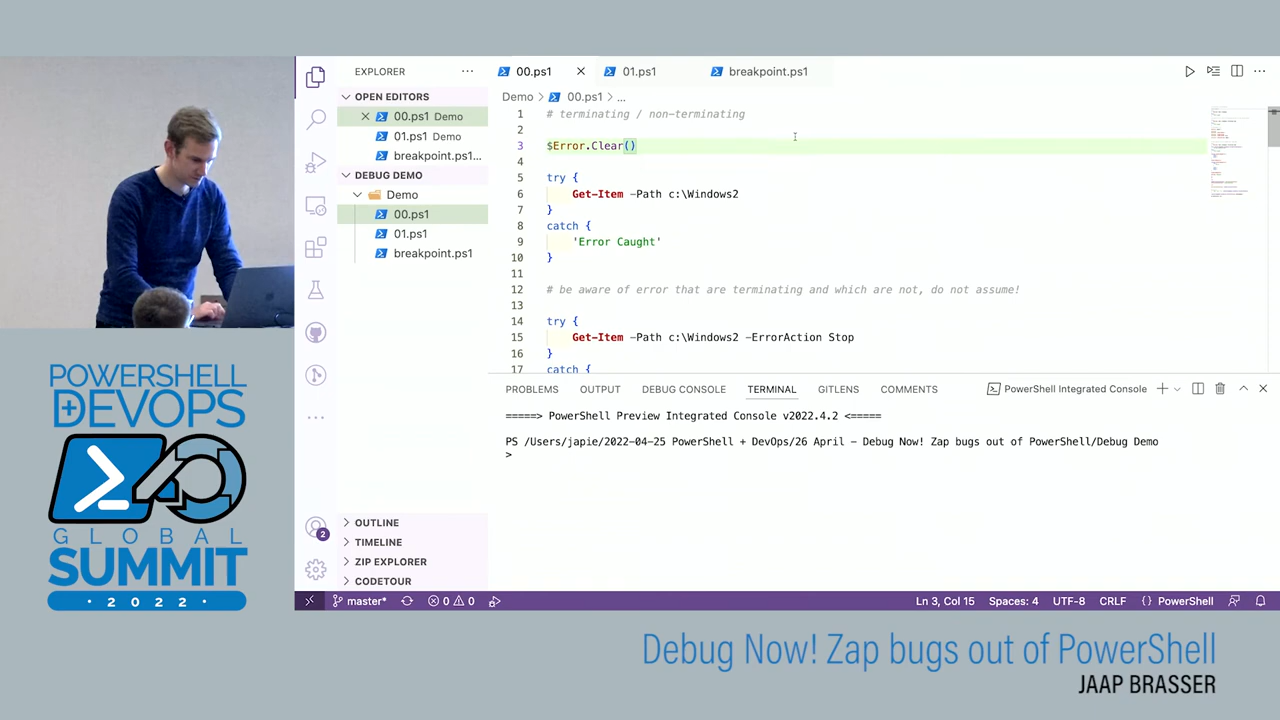 EXPLORER
OPEN EDITORS
00.ps1 Demo
01.ps1 Demo
breakpoint.ps1...
DEBUG DEMO
Demo
00.ps1
01.ps1
breakpoint.ps1
OUTLINE
TIMELINE
ZIP EXPLORER
CODETOUR
00.ps1
01.ps1
breakpoint.ps1
Demo > 00.ps1 > ...
1 # terminating / non-terminating
$Error.Clear()
4
try {
Get-Item -Path c:\Windows2
7 }
8 catch {
9 'Error Caught'
10 }
11
12 # be aware of error that are terminating and which are not, do not assume!
13
14 try {
15 Get-Item -Path c:\Windows2 -ErrorAction Stop
16 }
17 catch {
PROBLEMS OUTPUT DEBUG CONSOLE TERMINAL GITLENS COMMENTS
PowerShell Integrated Console
=====> PowerShell Preview Integrated Console v2022.4.2 <=====
PS /Users/japie/2022-04-25 PowerShell + DevOps/26 April - Debug Now! Zap bugs out of PowerShell/Debug Demo
>
2
master* 0 0 Ln 3, Col 15 Spaces: 4 UTF-8 CRLF {} PowerShell
POWERSHELL
+ DEVOPS
GLOBAL
SUMMIT
· 2022 ·
Debug Now! Zap bugs out of PowerShell
JAAP BRASSER